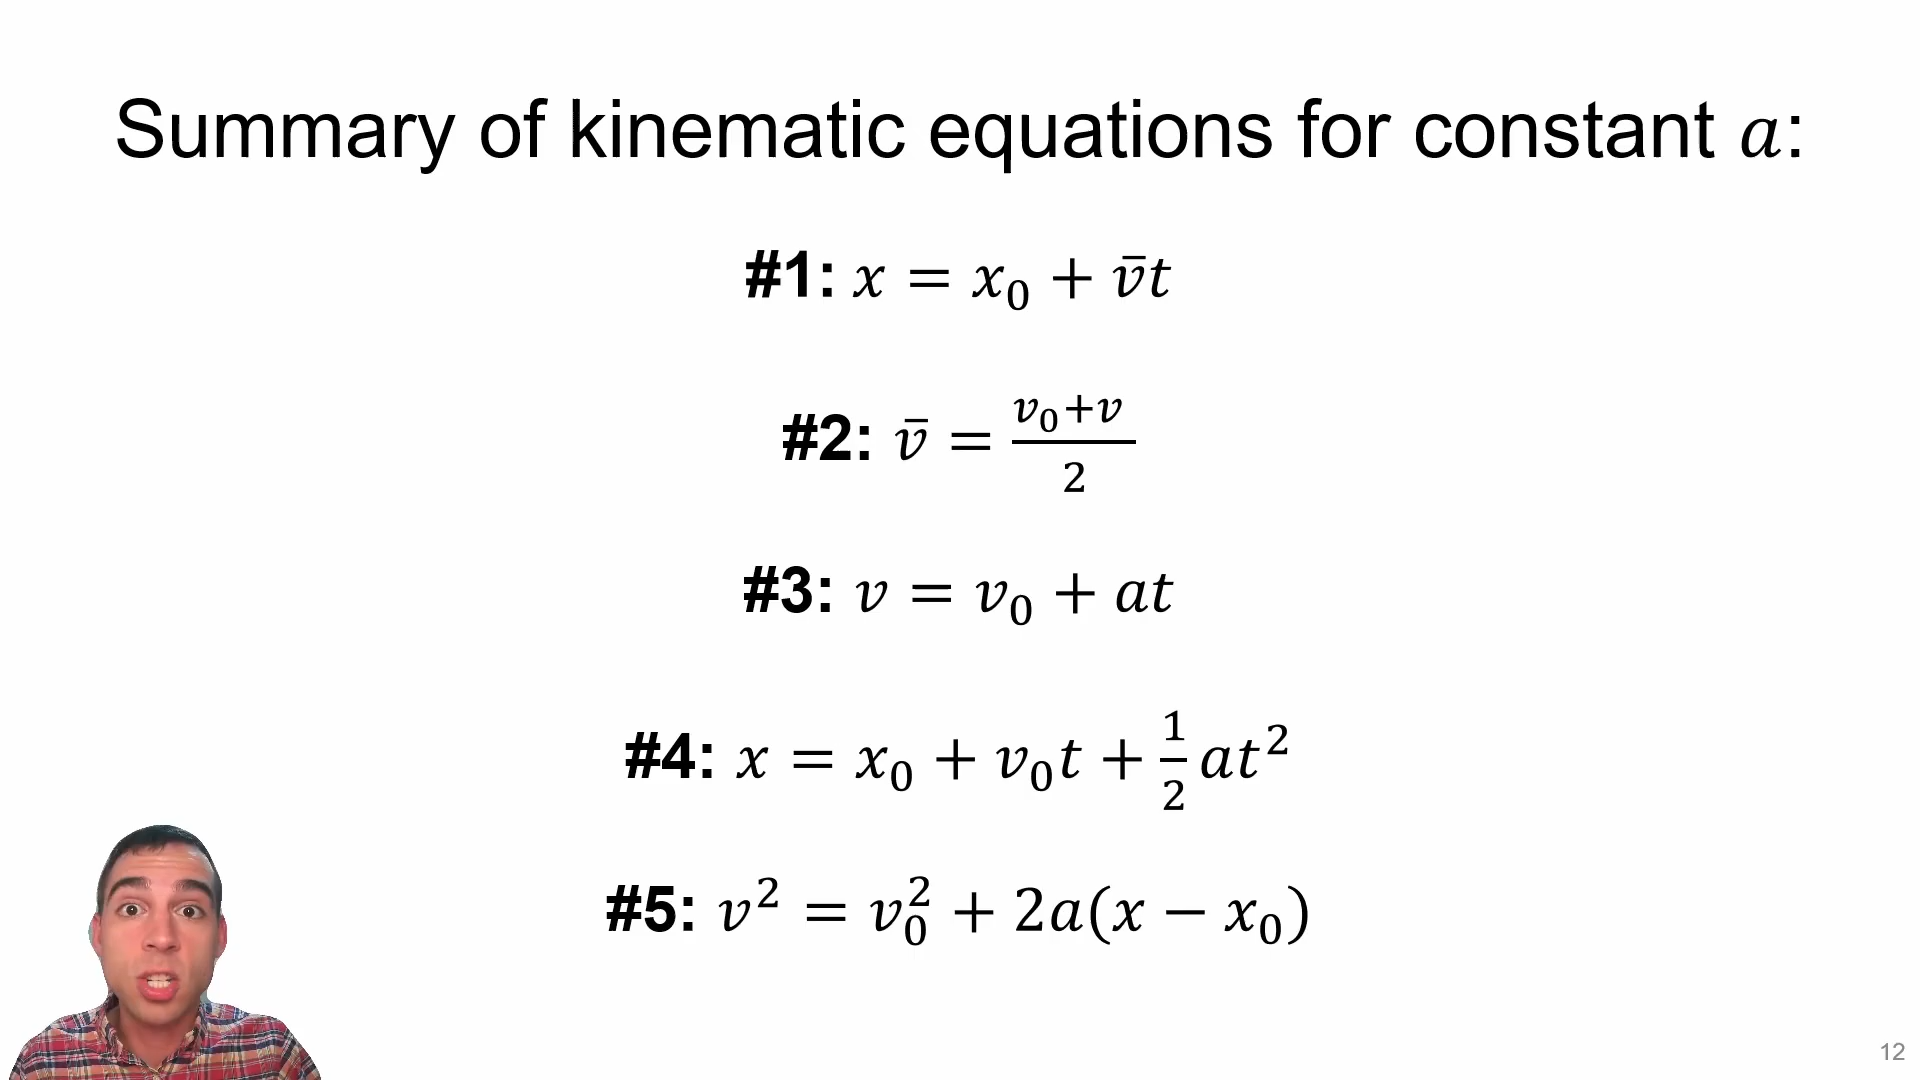 Summary of kinematic equations for constant 𝑎:
#1: 𝑥 = 𝑥₀ + 𝑣̄𝑡
#2: 𝑣̄ = (𝑣₀+𝑣)/2
#3: 𝑣 = 𝑣₀ + 𝑎𝑡
#4: 𝑥 = 𝑥₀ + 𝑣₀𝑡 + ½𝑎𝑡²
#5: 𝑣² = 𝑣₀² + 2𝑎(𝑥 − 𝑥₀)
12